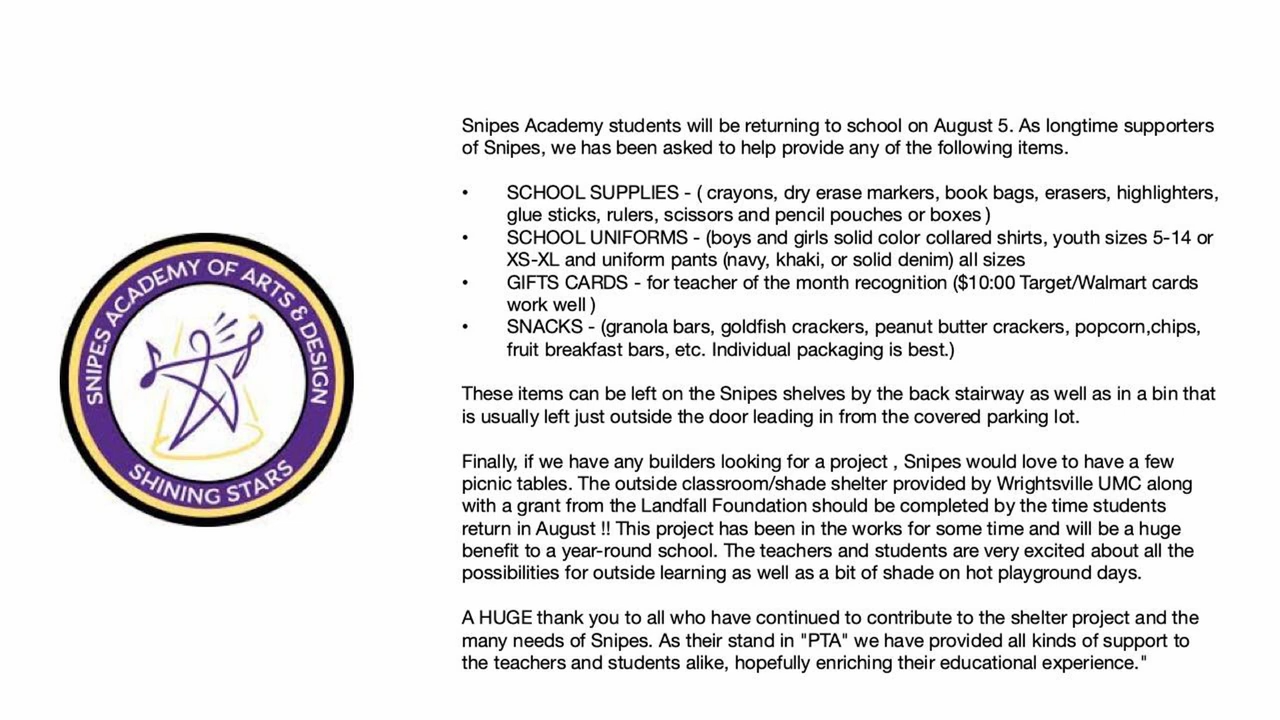 SNIPES ACADEMY OF ARTS & DESIGN
SHINING STARS
Snipes Academy students will be returning to school on August 5. As longtime supporters
of Snipes, we has been asked to help provide any of the following items.
• SCHOOL SUPPLIES - ( crayons, dry erase markers, book bags, erasers, highlighters,
glue sticks, rulers, scissors and pencil pouches or boxes )
• SCHOOL UNIFORMS - (boys and girls solid color collared shirts, youth sizes 5-14 or
XS-XL and uniform pants (navy, khaki, or solid denim) all sizes
• GIFTS CARDS - for teacher of the month recognition ($10:00 Target/Walmart cards
work well )
• SNACKS - (granola bars, goldfish crackers, peanut butter crackers, popcorn,chips,
fruit breakfast bars, etc. Individual packaging is best.)
These items can be left on the Snipes shelves by the back stairway as well as in a bin that
is usually left just outside the door leading in from the covered parking lot.
Finally, if we have any builders looking for a project , Snipes would love to have a few
picnic tables. The outside classroom/shade shelter provided by Wrightsville UMC along
with a grant from the Landfall Foundation should be completed by the time students
return in August !! This project has been in the works for some time and will be a huge
benefit to a year-round school. The teachers and students are very excited about all the
possibilities for outside learning as well as a bit of shade on hot playground days.
A HUGE thank you to all who have continued to contribute to the shelter project and the
many needs of Snipes. As their stand in "PTA" we have provided all kinds of support to
the teachers and students alike, hopefully enriching their educational experience."